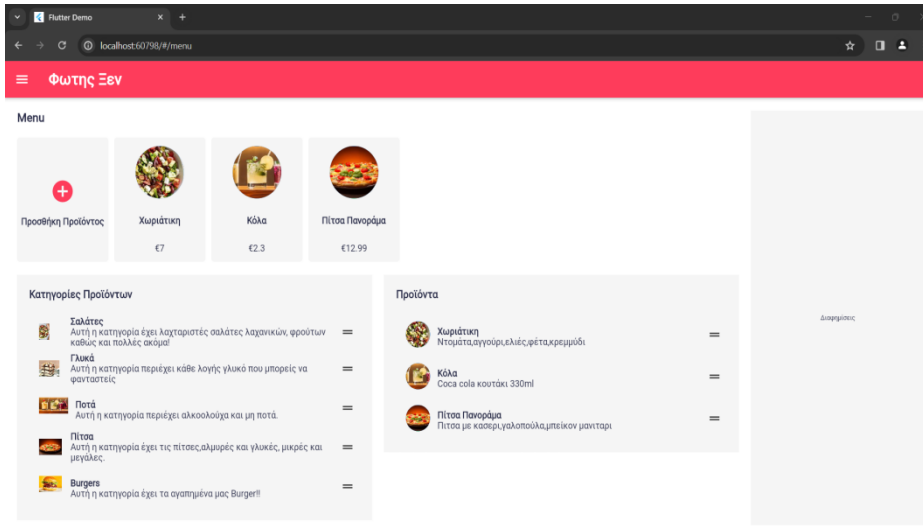 Flutter Demo
localhost:60798/#/menu
Φωτης Ξεν
Menu
Προσθήκη Προϊόντος
Χωριάτικη
€7
Κόλα
€2.3
Πίτσα Πανοράμα
€12.99
Κατηγορίες Προϊόντων
Σαλάτες
Αυτή η κατηγορία έχει λαχταριστές σαλάτες λαχανικών, φρούτων
καθώς και πολλές ακόμα!
Γλυκά
Αυτή η κατηγορία περιέχει κάθε λογής γλυκό που μπορείς να
φανταστείς
Ποτά
Αυτή η κατηγορία περιέχει αλκοολούχα και μη ποτά.
Πίτσα
Αυτή η κατηγορία έχει τις πίτσες,αλμυρές και γλυκές, μικρές και
μεγάλες.
Burgers
Αυτή η κατηγορία έχει τα αγαπημένα μας Burger!!
Προϊόντα
Χωριάτικη
Ντομάτα,αγγούρι,ελιές,φέτα,κρεμμύδι
Κόλα
Coca cola κουτάκι 330ml
Πίτσα Πανοράμα
Πιτσα με κασερι,γαλοπούλα,μπείκον μανιταρι
Διαφημίσεις